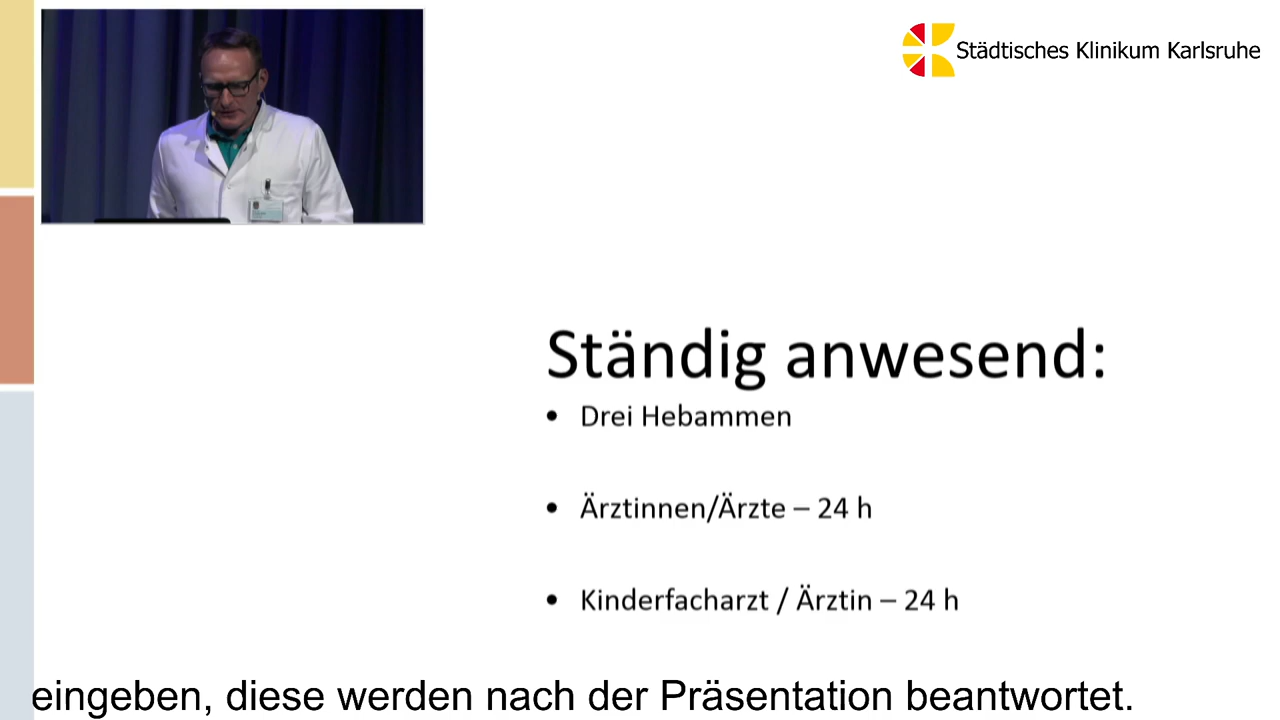 Städtisches Klinikum Karlsruhe
Ständig anwesend:
• Drei Hebammen
• Ärztinnen/Ärzte – 24 h
• Kinderfacharzt / Ärztin – 24 h
eingeben, diese werden nach der Präsentation beantwortet.